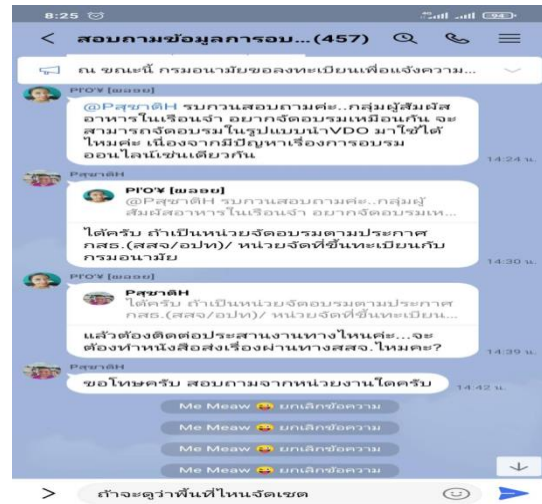 8:25
94
สอบถามข้อมูลการอบ...(457)
ณ ขณะนี้ กรมอนามัยขอลงทะเบียนเพื่อแจ้งความ...
PI'O'¥ [พลอย]
@PสุชาติH รบกวนสอบถามค่ะ..กลุ่มผู้สัมผัส
อาหารในเรือนจำ อยากจัดอบรมเหมือนกัน จะ
สามารถจัดอบรมในรูปแบบนำVDO มาใช้ได้
ไหมค่ะ เนื่องจากมีปัญหาเรื่องการอบรม
ออนไลน์เช่นเดียวกัน
14:24 น.
PสุชาติH
PI'O'¥ [พลอย]
@PสุชาติH รบกวนสอบถามค่ะ..กลุ่มผู้
สัมผัสอาหารในเรือนจำ อยากจัดอบรมเห...
ได้ครับ ถ้าเป็นหน่วยจัดอบรมตามประกาศ
กสธ.(สสจ/อปท)/ หน่วยจัดที่ขึ้นทะเบียนกับ
กรมอนามัย
14:30 น.
PI'O'¥ [พลอย]
PสุชาติH
ได้ครับ ถ้าเป็นหน่วยจัดอบรมตามประกาศ
กสธ.(สสจ/อปท)/ หน่วยจัดที่ขึ้นทะเบียน...
แล้วต้องติดต่อประสานงานทางไหนค่ะ...จะ
ต้องทำหนังสือส่งเรื่องผ่านทางสสจ.ไหมคะ?
14:39 น.
PสุชาติH
ขอโทษครับ สอบถามจากหน่วยงานใดครับ
14:42 น.
Me Meaw ยกเลิกข้อความ
Me Meaw ยกเลิกข้อความ
Me Meaw ยกเลิกข้อความ
Me Meaw ยกเลิกข้อความ
ถ้าจะดูว่าพื้นที่ไหนจัดเซต